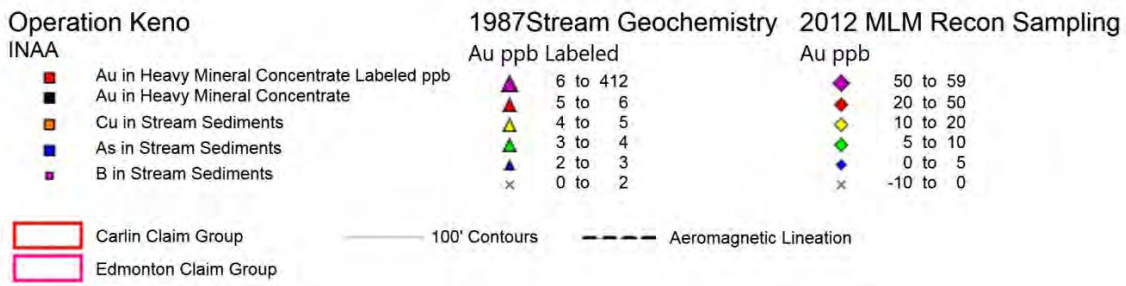 Operation Keno
INAA
Au in Heavy Mineral Concentrate Labeled ppb
Au in Heavy Mineral Concentrate
Cu in Stream Sediments
As in Stream Sediments
B in Stream Sediments
1987Stream Geochemistry
Au ppb Labeled
6 to 412
5 to 6
4 to 5
3 to 4
2 to 3
0 to 2
2012 MLM Recon Sampling
Au ppb
50 to 59
20 to 50
10 to 20
5 to 10
0 to 5
-10 to 0
Carlin Claim Group
100' Contours
Aeromagnetic Lineation
Edmonton Claim Group